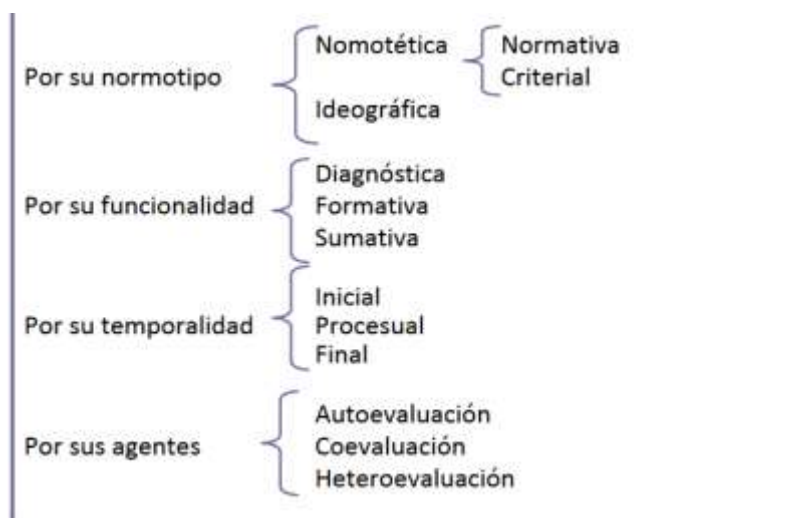 Por su normotipo
Nomotética
Normativa
Criterial
Ideográfica
Por su funcionalidad
Diagnóstica
Formativa
Sumativa
Por su temporalidad
Inicial
Procesual
Final
Por sus agentes
Autoevaluación
Coevaluación
Heteroevaluación